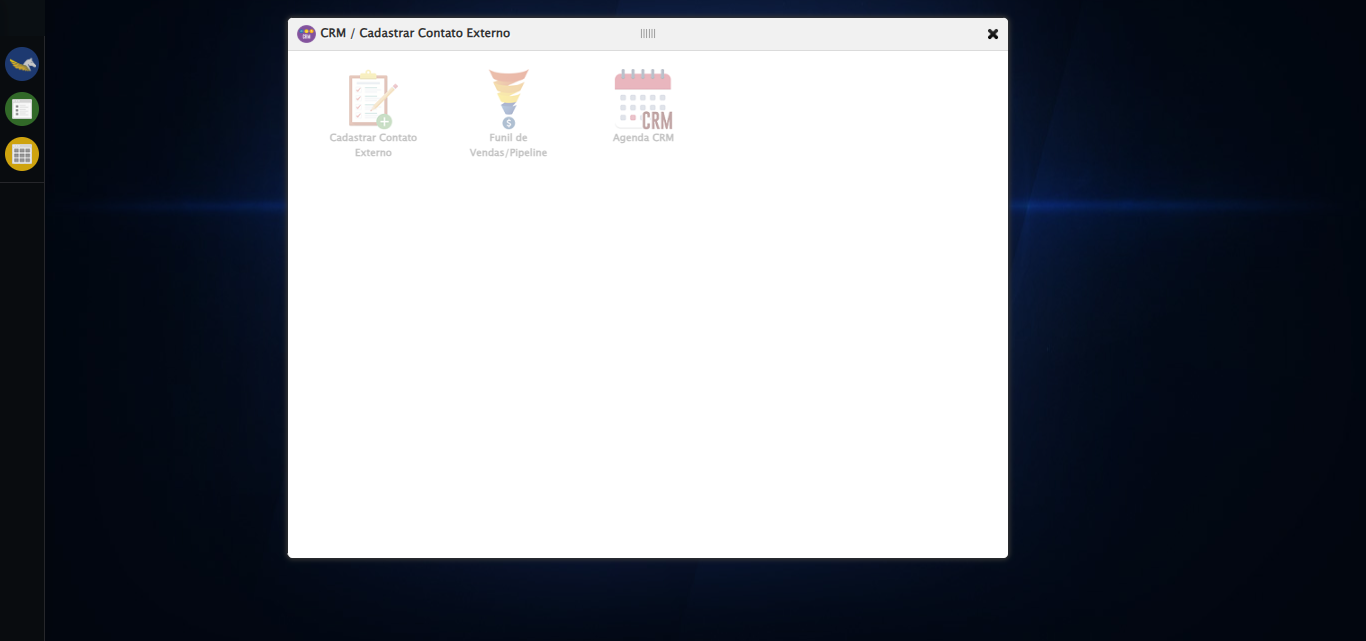 CRM / Cadastrar Contato Externo
Cadastrar Contato
Externo
Funil de
Vendas/Pipeline
CRM
Agenda CRM